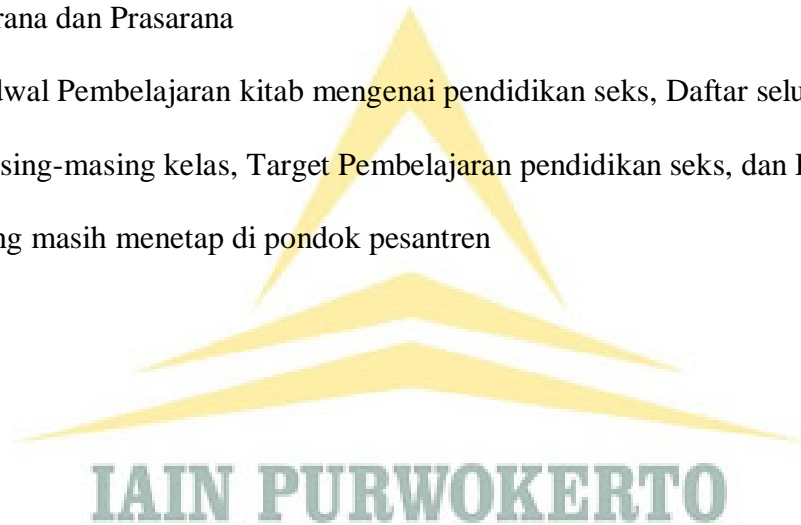 rana dan Prasarana
dwal Pembelajaran kitab mengenai pendidikan seks, Daftar selu
sing-masing kelas, Target Pembelajaran pendidikan seks, dan
ng masih menetap di pondok pesantren
IAIN PURWOKERTO